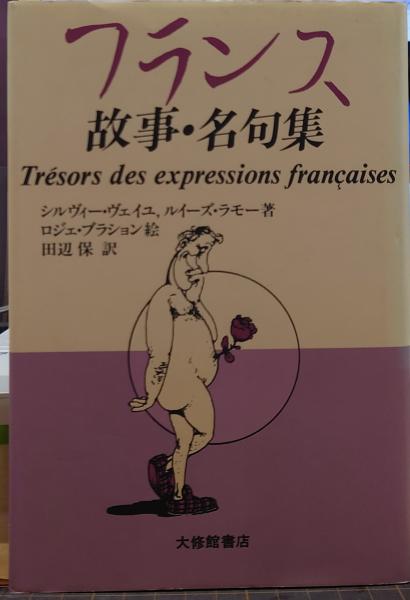 フランス
故事・名句集
Trésors des expressions françaises
シルヴィー・ヴェイユ, ルイーズ・ラモー著
ロジェ・ブラション絵
田辺 保 訳
大修館書店